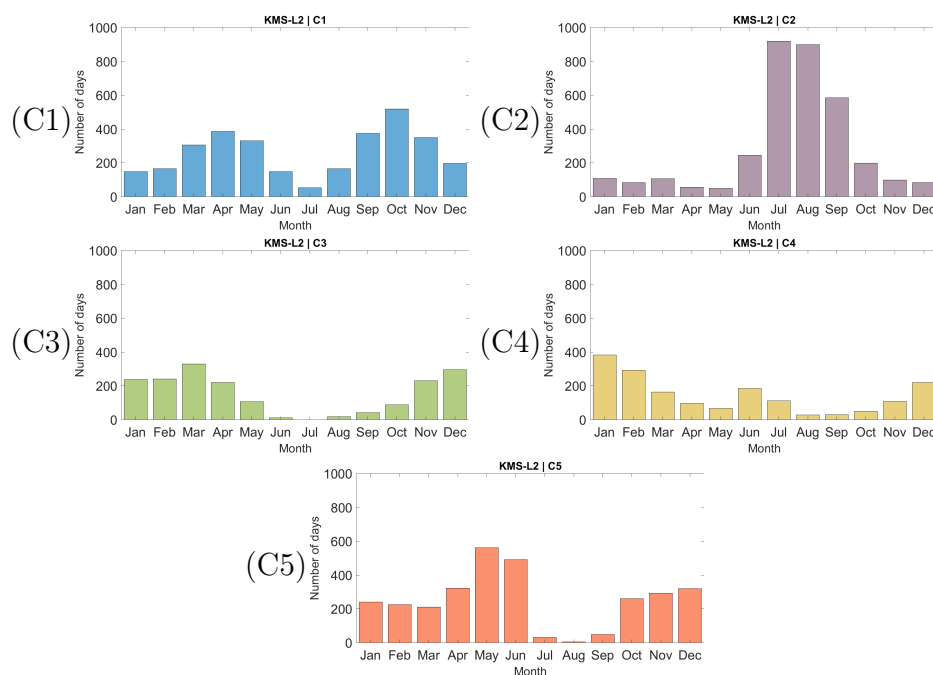 KMS-L2 | C1
1000
800
600
400
200
0
Number of days
(C1)
Jan Feb Mar Apr May Jun Jul Aug Sep Oct Nov Dec
Month
KMS-L2 | C2
1000
800
600
400
200
0
Number of days
(C2)
Jan Feb Mar Apr May Jun Jul Aug Sep Oct Nov Dec
Month
KMS-L2 | C3
1000
800
600
400
200
0
Number of days
(C3)
Jan Feb Mar Apr May Jun Jul Aug Sep Oct Nov Dec
Month
KMS-L2 | C4
1000
800
600
400
200
0
Number of days
(C4)
Jan Feb Mar Apr May Jun Jul Aug Sep Oct Nov Dec
Month
KMS-L2 | C5
1000
800
600
400
200
0
Number of days
(C5)
Jan Feb Mar Apr May Jun Jul Aug Sep Oct Nov Dec
Month